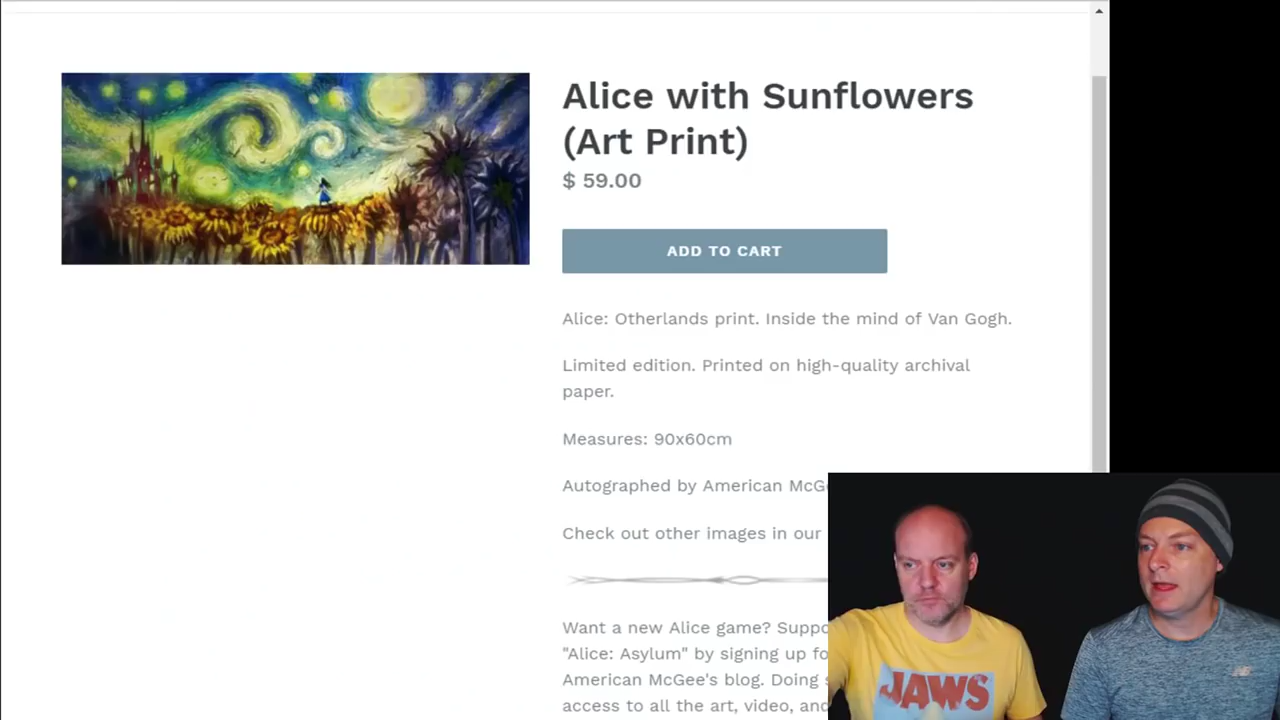 Alice with Sunflowers
(Art Print)
$ 59.00
ADD TO CART
Alice: Otherlands print. Inside the mind of Van Gogh.
Limited edition. Printed on high-quality archival
paper.
Measures: 90x60cm
Autographed by American
Check out other images in our
Want a new Alice game?
"Alice: Asylum" by signing up
American McGee's blog. Doing
access to all the art, video,
JAWS